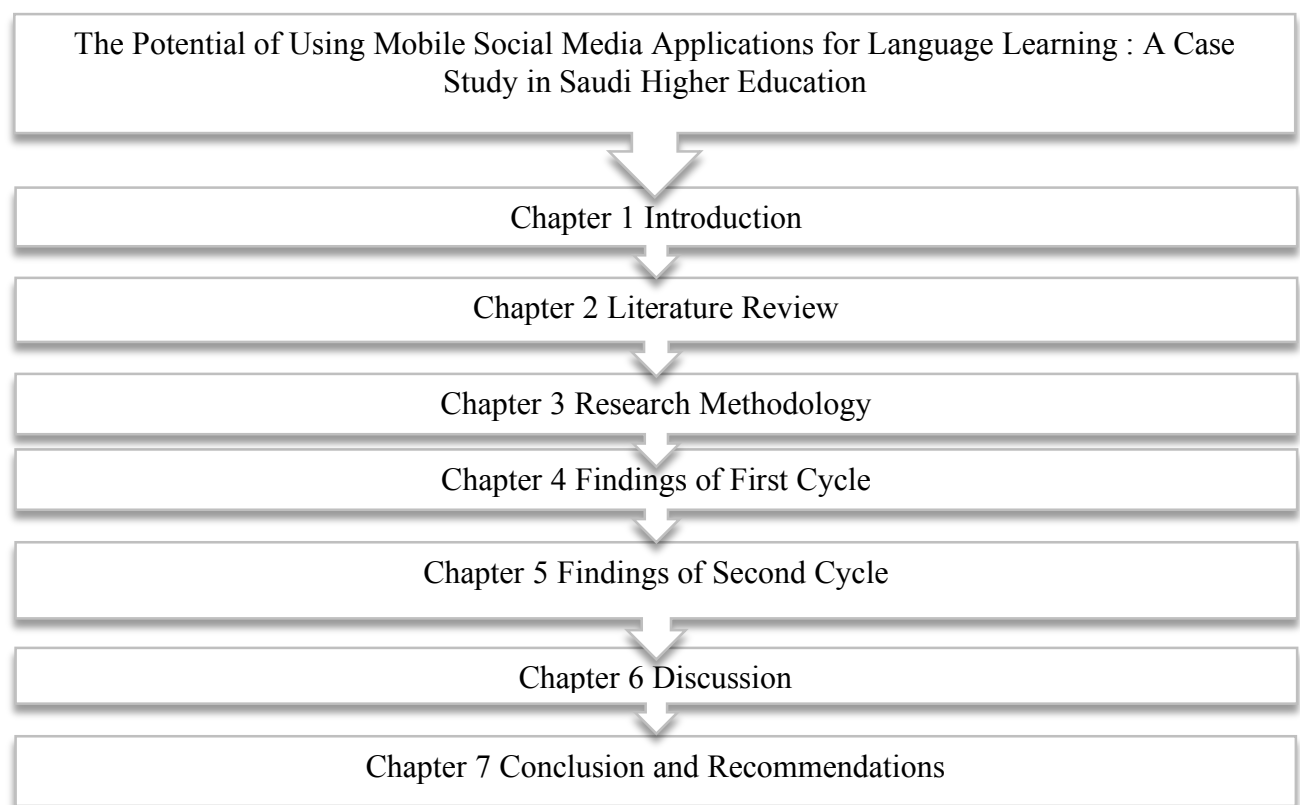 The Potential of Using Mobile Social Media Applications for Language Learning : A Case
Study in Saudi Higher Education
Chapter 1 Introduction
Chapter 2 Literature Review
Chapter 3 Research Methodology
Chapter 4 Findings of First Cycle
Chapter 5 Findings of Second Cycle
Chapter 6 Discussion
Chapter 7 Conclusion and Recommendations